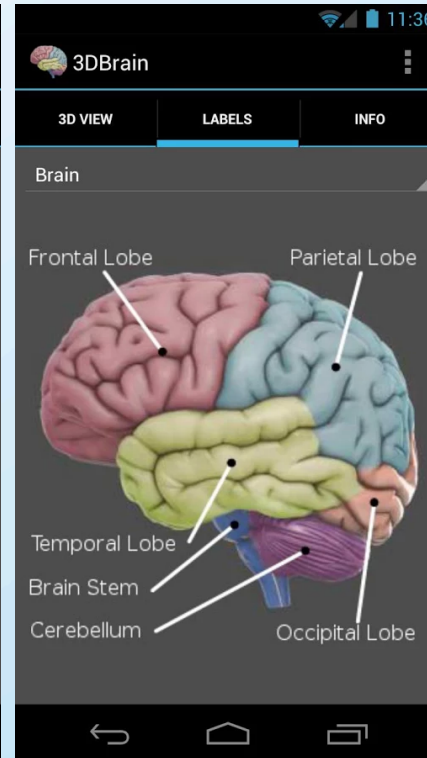 11:36
3DBrain
3D VIEW LABELS INFO
Brain
Frontal Lobe Parietal Lobe
Temporal Lobe
Brain Stem
Cerebellum
Occipital Lobe